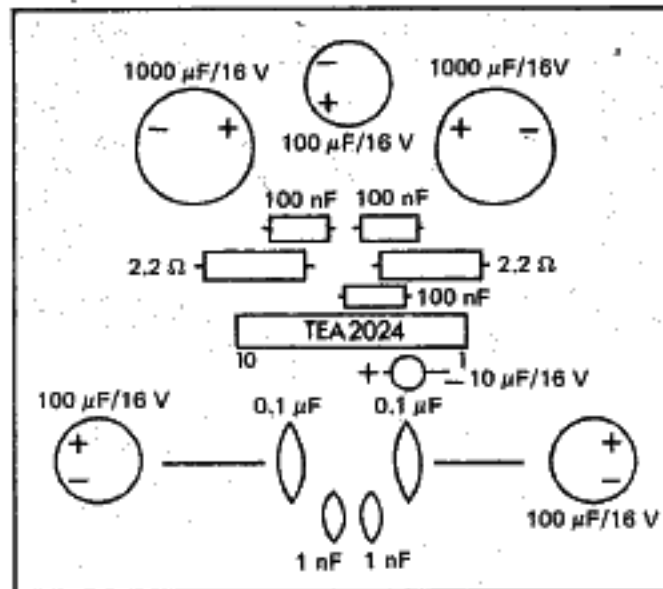 1000 µF/16 V
1000 µF/16V
−
+
− +
100 µF/16 V
+ −
100 nF 100 nF
2,2 Ω 2,2 Ω
100 nF
TEA2024
10 1
+ − 10 µF/16 V
100 µF/16 V 0,1 µF 0,1 µF
+ +
− −
100 µF/16 V
1 nF 1 nF